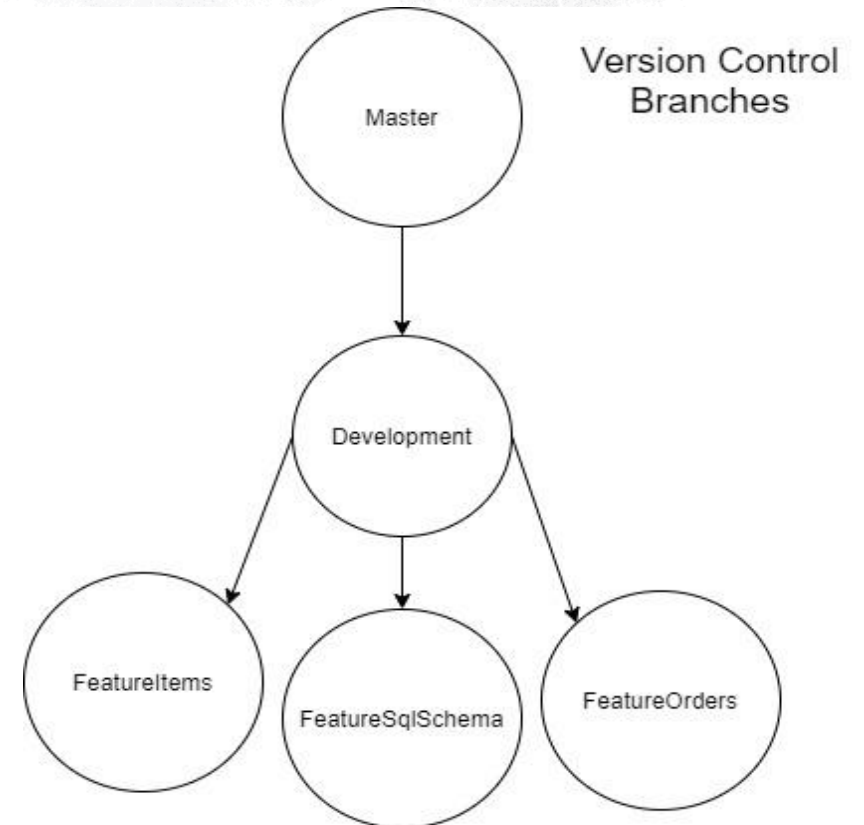 Version Control
Branches
Master
Development
FeatureItems
FeatureSqlSchema
FeatureOrders